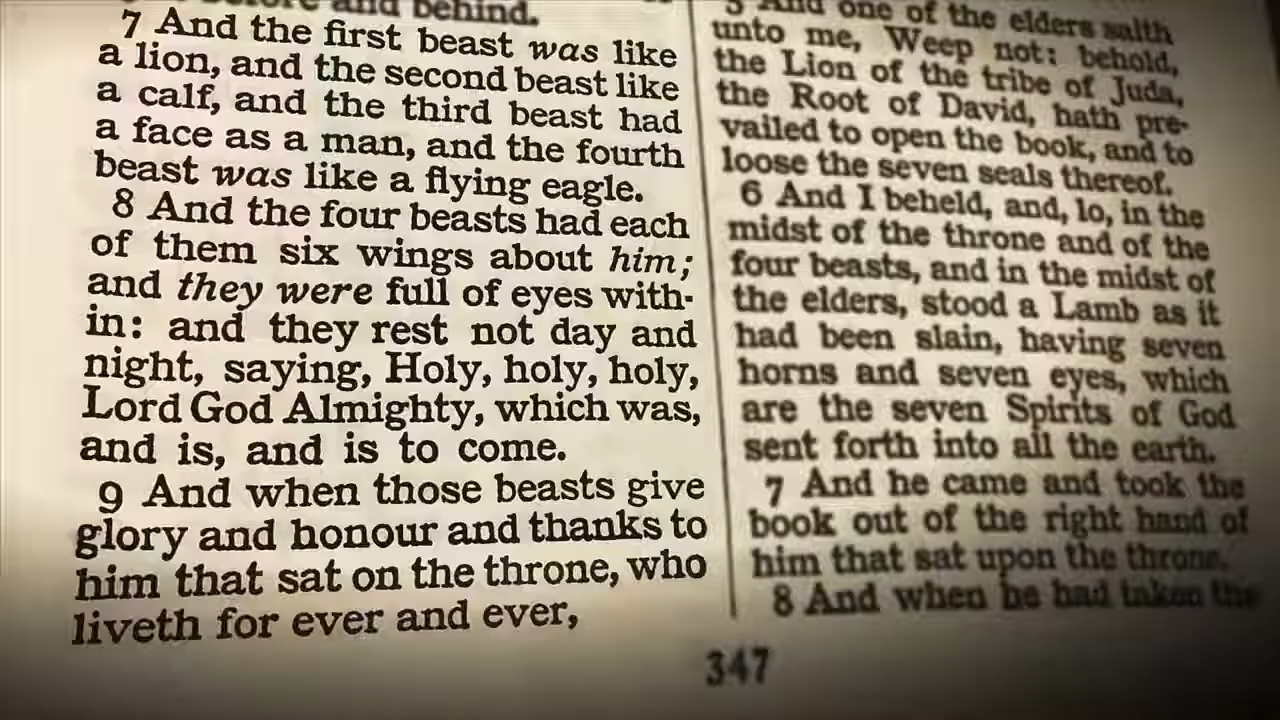 before and behind.
7 And the first beast was like
a lion, and the second beast like
a calf, and the third beast had
a face as a man, and the fourth
beast was like a flying eagle.
8 And the four beasts had each
of them six wings about him;
and they were full of eyes with-
in: and they rest not day and
night, saying, Holy, holy, holy,
Lord God Almighty, which was,
and is, and is to come.
9 And when those beasts give
glory and honour and thanks to
him that sat on the throne, who
liveth for ever and ever,
5 And one of the elders saith
unto me, Weep not: behold,
the Lion of the tribe of Juda,
the Root of David, hath pre-
vailed to open the book, and to
loose the seven seals thereof.
6 And I beheld, and, lo, in the
midst of the throne and of the
four beasts, and in the midst of
the elders, stood a Lamb as it
had been slain, having seven
horns and seven eyes, which
are the seven Spirits of God
sent forth into all the earth.
7 And he came and took the
book out of the right hand of
him that sat upon the throne.
8 And when he had taken the
347